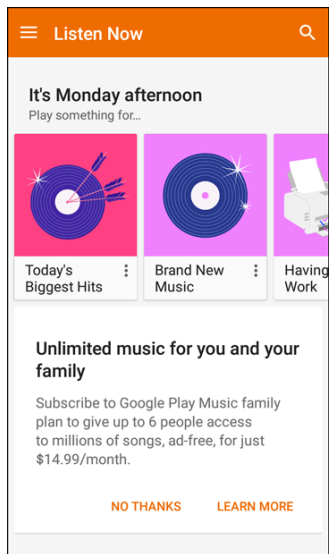 Listen Now
It's Monday afternoon
Play something for...
Today's
Biggest Hits
Brand New
Music
Having
Work
Unlimited music for you and your
family
Subscribe to Google Play Music family
plan to give up to 6 people access
to millions of songs, ad-free, for just
$14.99/month.
NO THANKS
LEARN MORE